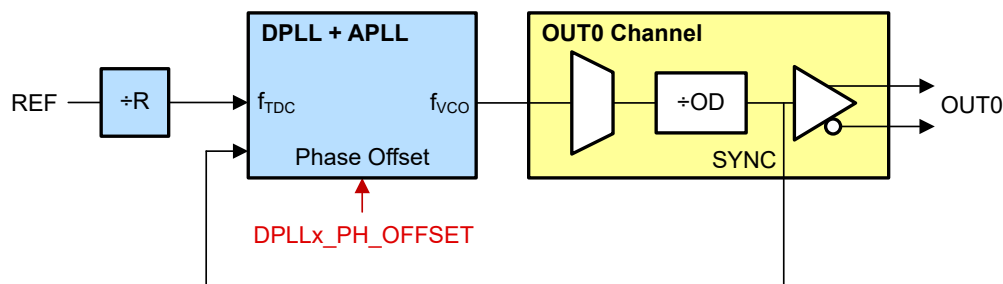 DPLL + APLL
OUT0 Channel
REF
÷R
fTDC
fVCO
÷OD
OUT0
Phase Offset
SYNC
DPLLx_PH_OFFSET